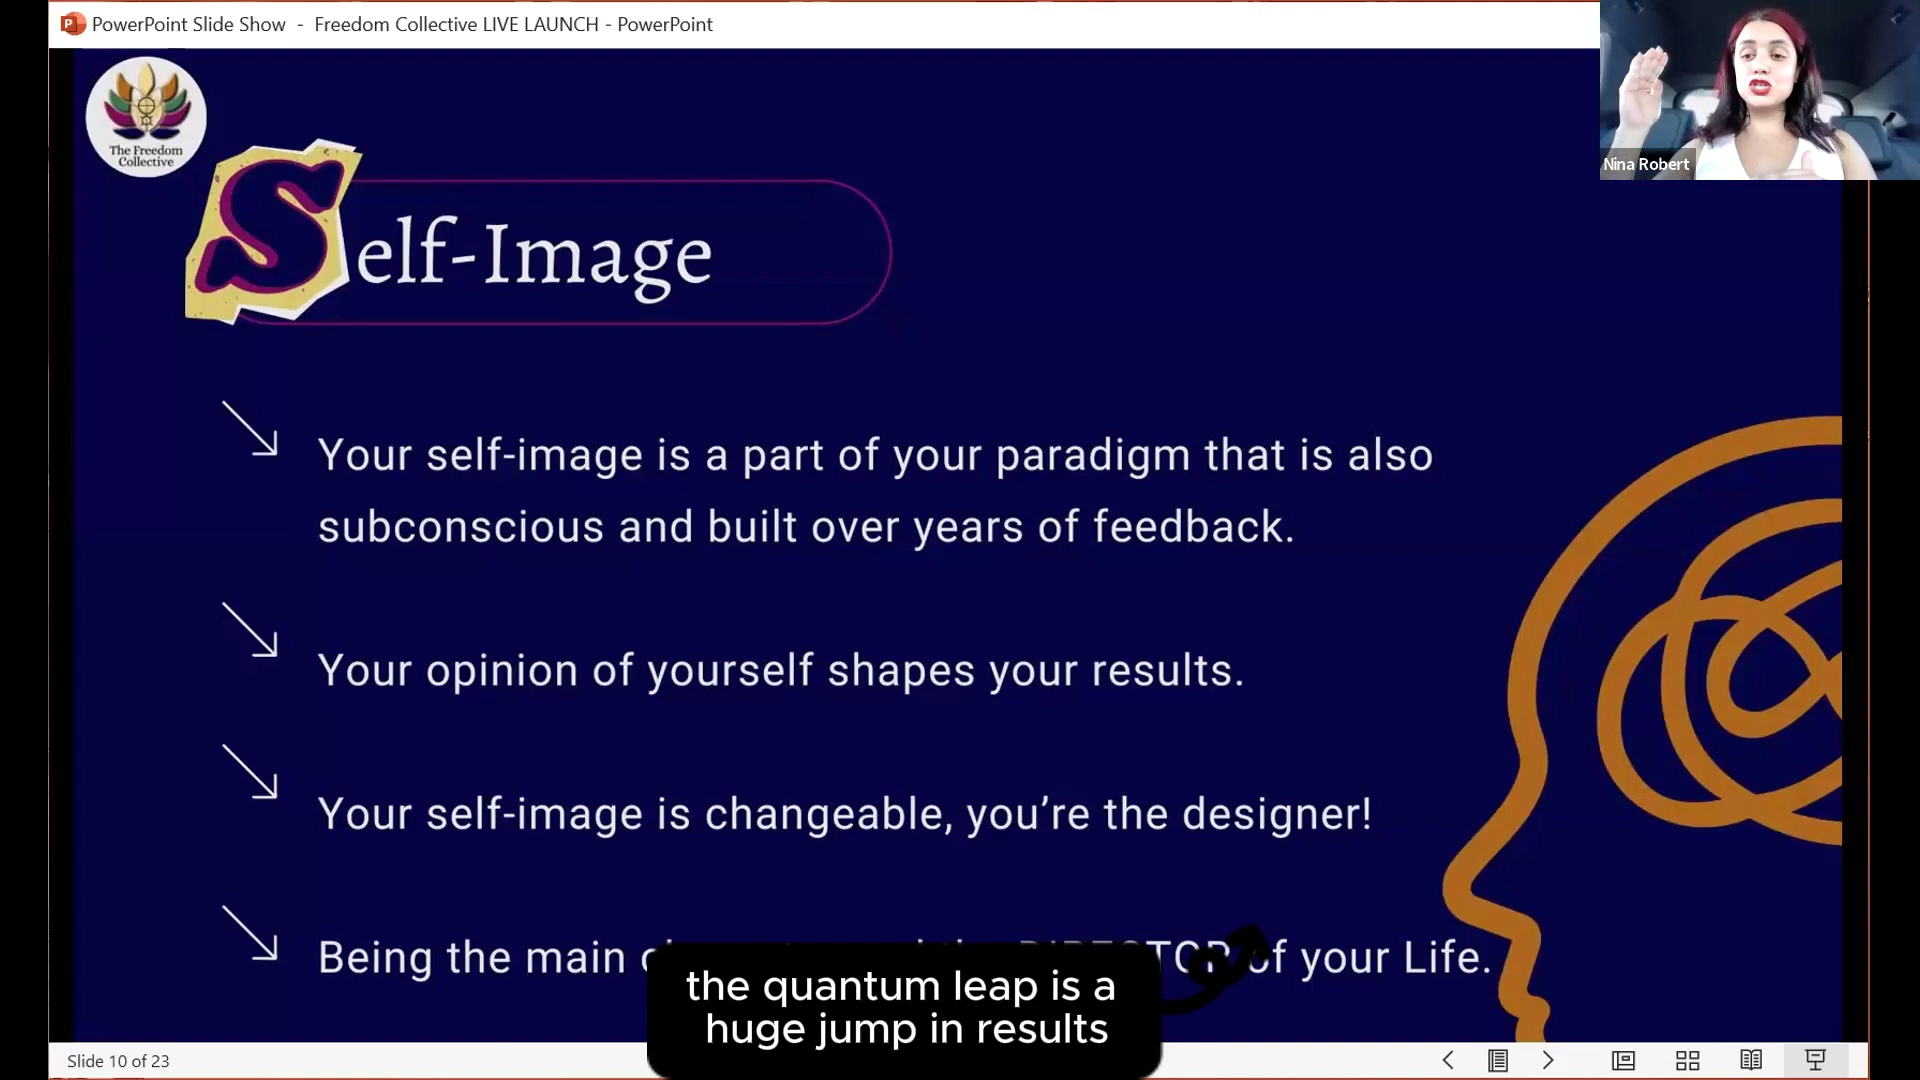 PowerPoint Slide Show - Freedom Collective LIVE LAUNCH - PowerPoint
Nina Robert
The Freedom
Collective
Self-Image
Your self-image is a part of your paradigm that is also
subconscious and built over years of feedback.
Your opinion of yourself shapes your results.
Your self-image is changeable, you’re the designer!
Being the main of your Life.
the quantum leap is a
huge jump in results
Slide 10 of 23